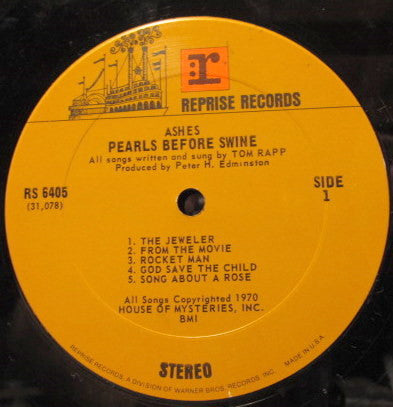 r
REPRISE RECORDS
ASHES
PEARLS BEFORE SWINE
All songs written and sung by TOM RAPP
Produced by Peter H. Edminston
RS 6405
(31,078)
SIDE
1
1. THE JEWELER
2. FROM THE MOVIE
3. ROCKET MAN
4. GOD SAVE THE CHILD
5. SONG ABOUT A ROSE
All Songs Copyrighted 1970
HOUSE OF MYSTERIES, INC.
BMI
STEREO
REPRISE RECORDS, A DIVISION OF WARNER BROS. RECORDS, INC.
MADE IN U.S.A.